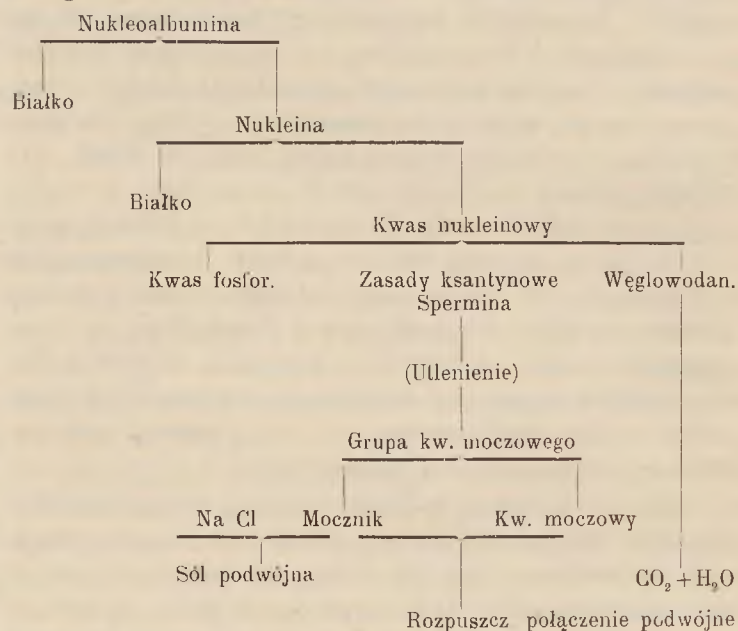 Nukleoalbumina
Białko
Nukleina
Białko
Kwas nukleinowy
Kwas fosfor. Zasady ksantynowe Węglowodan.
Spermina
(Utlenienie)
Grupa kw. moczowego
Na Cl Mocznik Kw. moczowy
Sól podwójna CO₂ + H₂O
Rozpuszcz połączenie podwójne